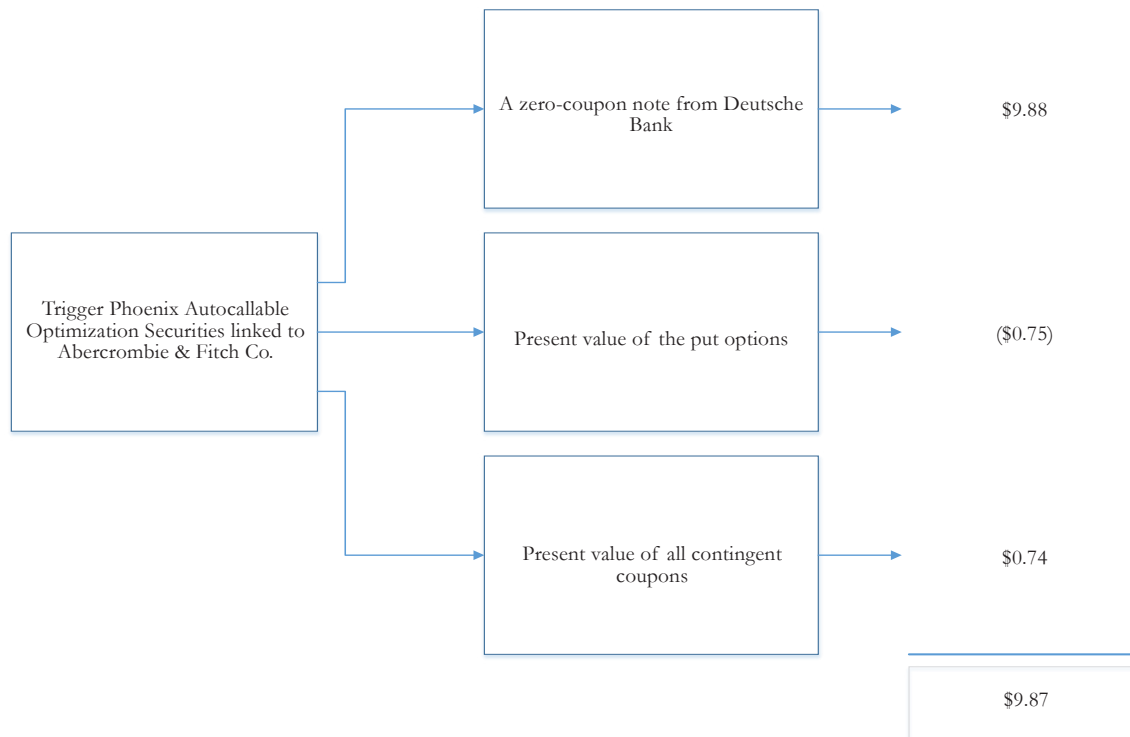 A zero-coupon note from Deutsche
Bank
$9.88
Trigger Phoenix Autocallable
Optimization Securities linked to
Abercrombie & Fitch Co.
Present value of the put options
($0.75)
Present value of all contingent
coupons
$0.74
$9.87